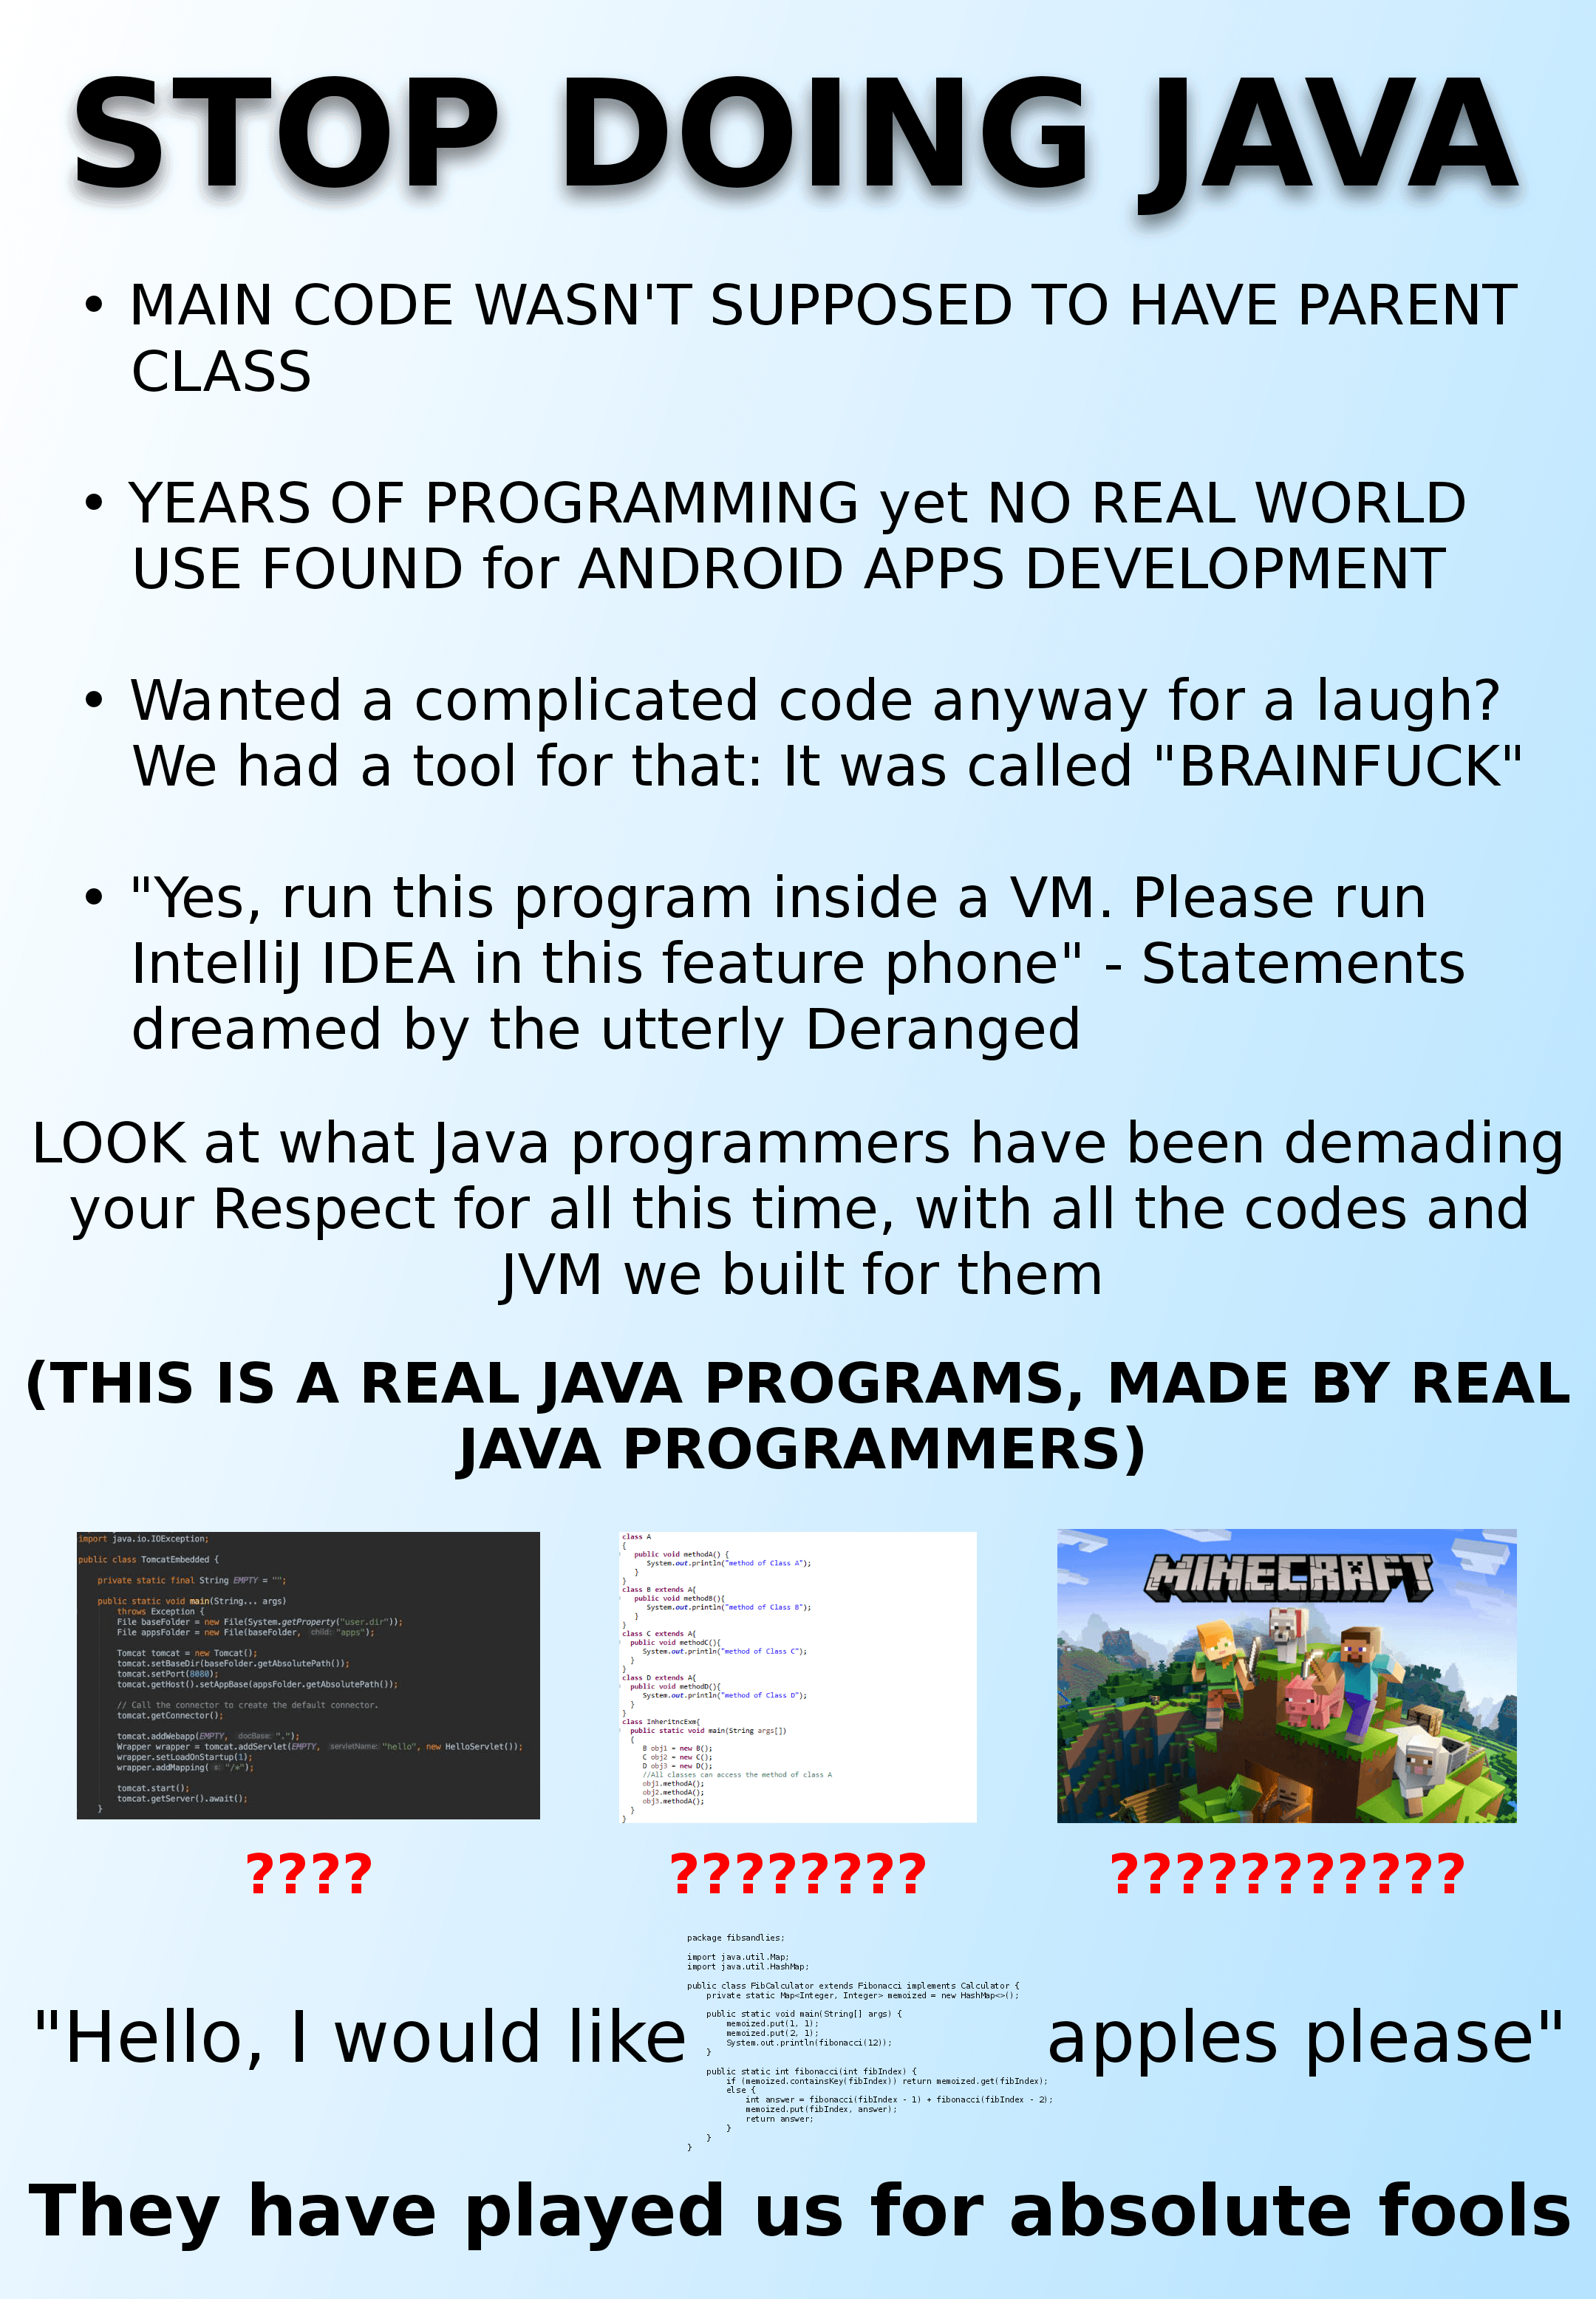 STOP DOING JAVA
• MAIN CODE WASN'T SUPPOSED TO HAVE PARENT
CLASS
• YEARS OF PROGRAMMING yet NO REAL WORLD
USE FOUND for ANDROID APPS DEVELOPMENT
• Wanted a complicated code anyway for a laugh?
We had a tool for that: It was called "BRAINFUCK"
• "Yes, run this program inside a VM. Please run
IntelliJ IDEA in this feature phone" - Statements
dreamed by the utterly Deranged
LOOK at what Java programmers have been demading
your Respect for all this time, with all the codes and
JVM we built for them
(THIS IS A REAL JAVA PROGRAMS, MADE BY REAL
JAVA PROGRAMMERS)
import java.io.IOException;
public class TomcatEmbedded {
private static final String EMPTY = "";
public static void main(String... args)
throws Exception {
File baseFolder = new File(System.getProperty("user.dir"));
File appsFolder = new File(baseFolder, child: "apps");
Tomcat tomcat = new Tomcat();
tomcat.setBaseDir(baseFolder.getAbsolutePath());
tomcat.setPort(8080);
tomcat.getHost().setAppBase(appsFolder.getAbsolutePath());
// Call the connector to create the default connector.
tomcat.getConnector();
tomcat.addWebapp(EMPTY, docBase: ".");
Wrapper wrapper = tomcat.addServlet(EMPTY, servletName: "hello", new HelloServlet());
wrapper.setLoadOnStartup(1);
wrapper.addMapping( s: "/*");
tomcat.start();
tomcat.getServer().await();
}
class A
{
public void methodA() {
System.out.println("method of Class A");
}
}
class B extends A{
public void methodB(){
System.out.println("method of Class B");
}
}
class C extends A{
public void methodC(){
System.out.println("method of Class C");
}
}
class D extends A{
public void methodD(){
System.out.println("method of Class D");
}
}
class InheritncExm{
public static void main(String args[])
{
B obj1 = new B();
C obj2 = new C();
D obj3 = new D();
//All classes can access the method of class A
obj1.methodA();
obj2.methodA();
obj3.methodA();
}
}
MINECRAFT
????
????????
???????????
"Hello, I would like
package fibsandlies;
import java.util.Map;
import java.util.HashMap;
public class FibCalculator extends Fibonacci implements Calculator {
private static Map<Integer, Integer> memoized = new HashMap<>();
public static void main(String[] args) {
memoized.put(1, 1);
memoized.put(2, 1);
System.out.println(fibonacci(12));
}
public static int fibonacci(int fibIndex) {
if (memoized.containsKey(fibIndex)) return memoized.get(fibIndex);
else {
int answer = fibonacci(fibIndex - 1) + fibonacci(fibIndex - 2);
memoized.put(fibIndex, answer);
return answer;
}
}
}
apples please"
They have played us for absolute fools